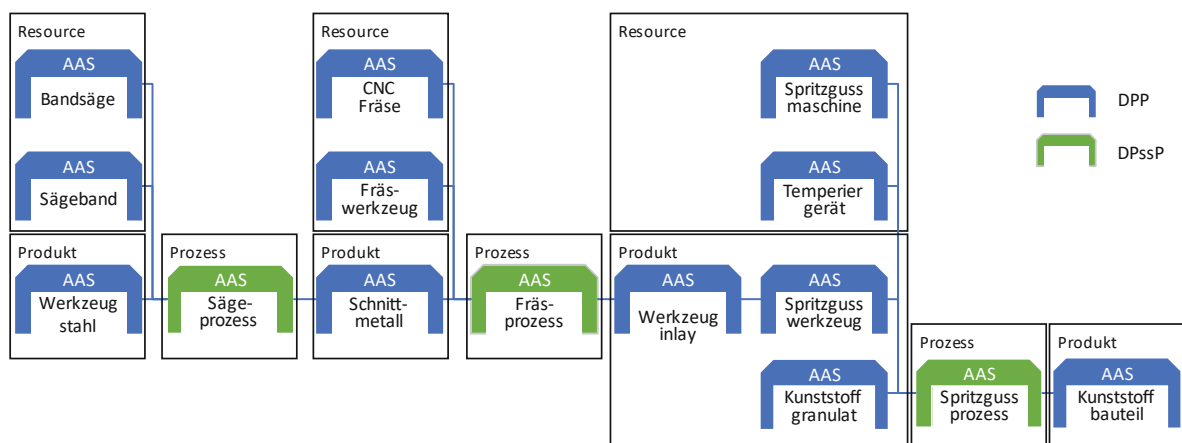 Resource
AAS
Bandsäge
AAS
Sägeband
Produkt
AAS
Werkzeug
stahl
Prozess
AAS
Säge-
prozess
Resource
AAS
CNC
Fräse
AAS
Fräs-
werkzeug
Produkt
AAS
Schnitt-
metall
Prozess
AAS
Fräs-
prozess
Resource
AAS
Spritzguss
maschine
AAS
Temperier
gerät
Produkt
AAS
Werkzeug
inlay
AAS
Spritzguss
werkzeug
AAS
Kunststoff
granulat
Prozess
AAS
Spritzguss
prozess
Produkt
AAS
Kunststoff
bauteil
DPP
DPssP